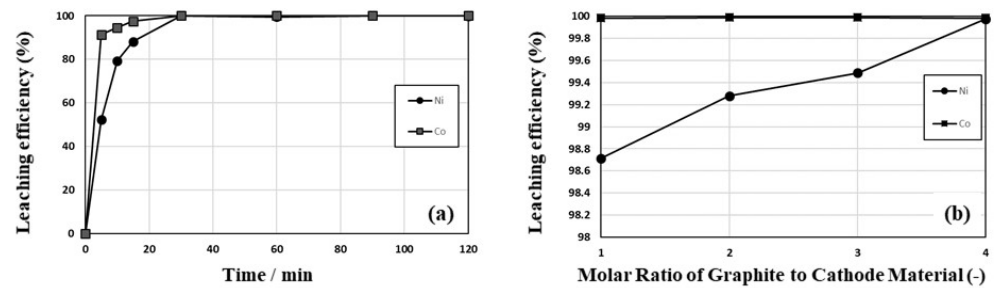 Leaching efficiency (%)
100
80
60
40
20
0
0 20 40 60 80 100 120
Time / min
Ni
Co
(a)
Leaching efficiency (%)
100
99.8
99.6
99.4
99.2
99
98.8
98.6
98.4
98.2
98
1 2 3 4
Molar Ratio of Graphite to Cathode Material (-)
Ni
Co
(b)